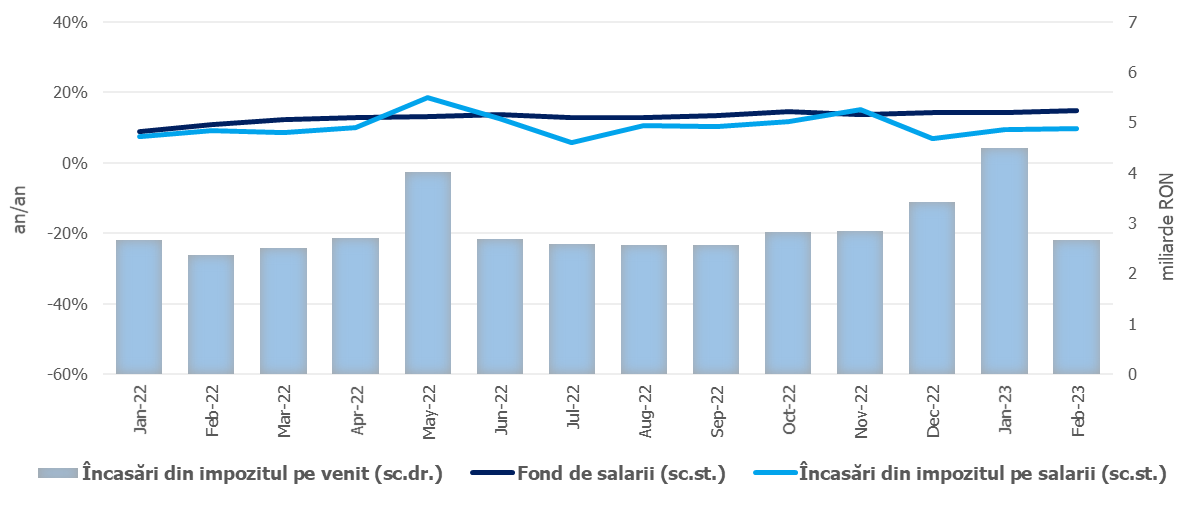 40%
20%
0%
-20%
-40%
-60%
an/an
7
6
5
4
3
2
1
0
miliarde RON
Jan-22
Feb-22
Mar-22
Apr-22
May-22
Jun-22
Jul-22
Aug-22
Sep-22
Oct-22
Nov-22
Dec-22
Jan-23
Feb-23
Încasări din impozitul pe venit (sc.dr.)
Fond de salarii (sc.st.)
Încasări din impozitul pe salarii (sc.st.)